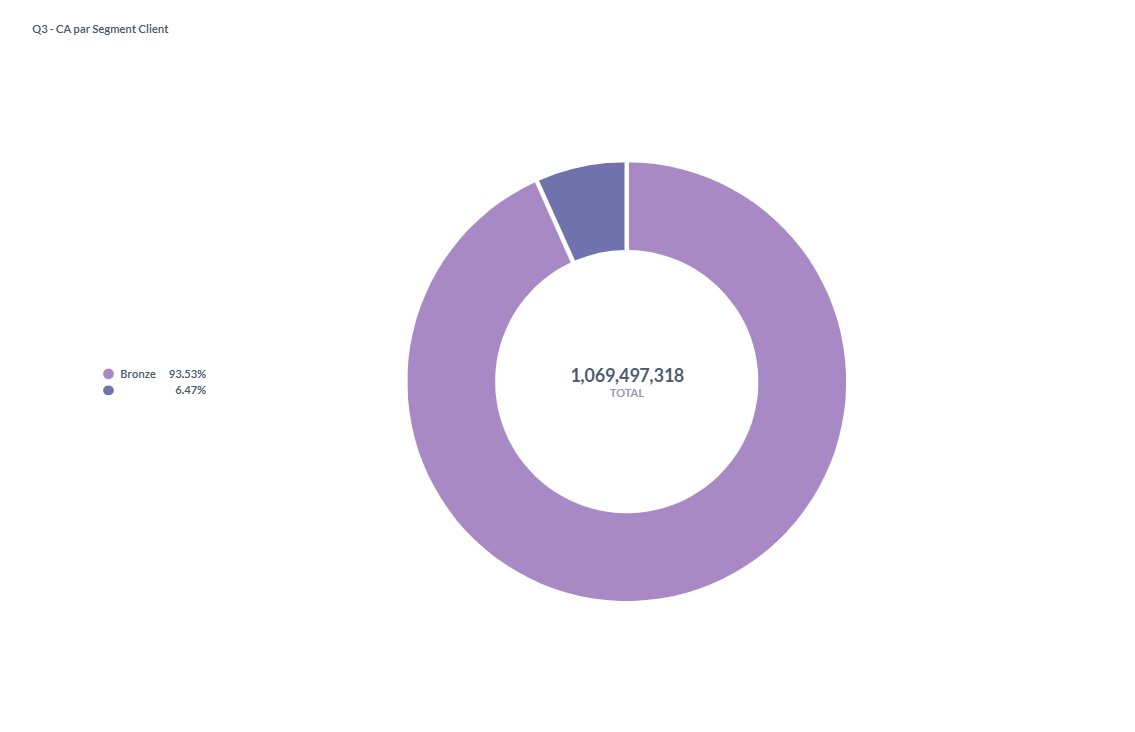 Q3 - CA par Segment Client
Bronze 93.53%
6.47%
1,069,497,318
TOTAL